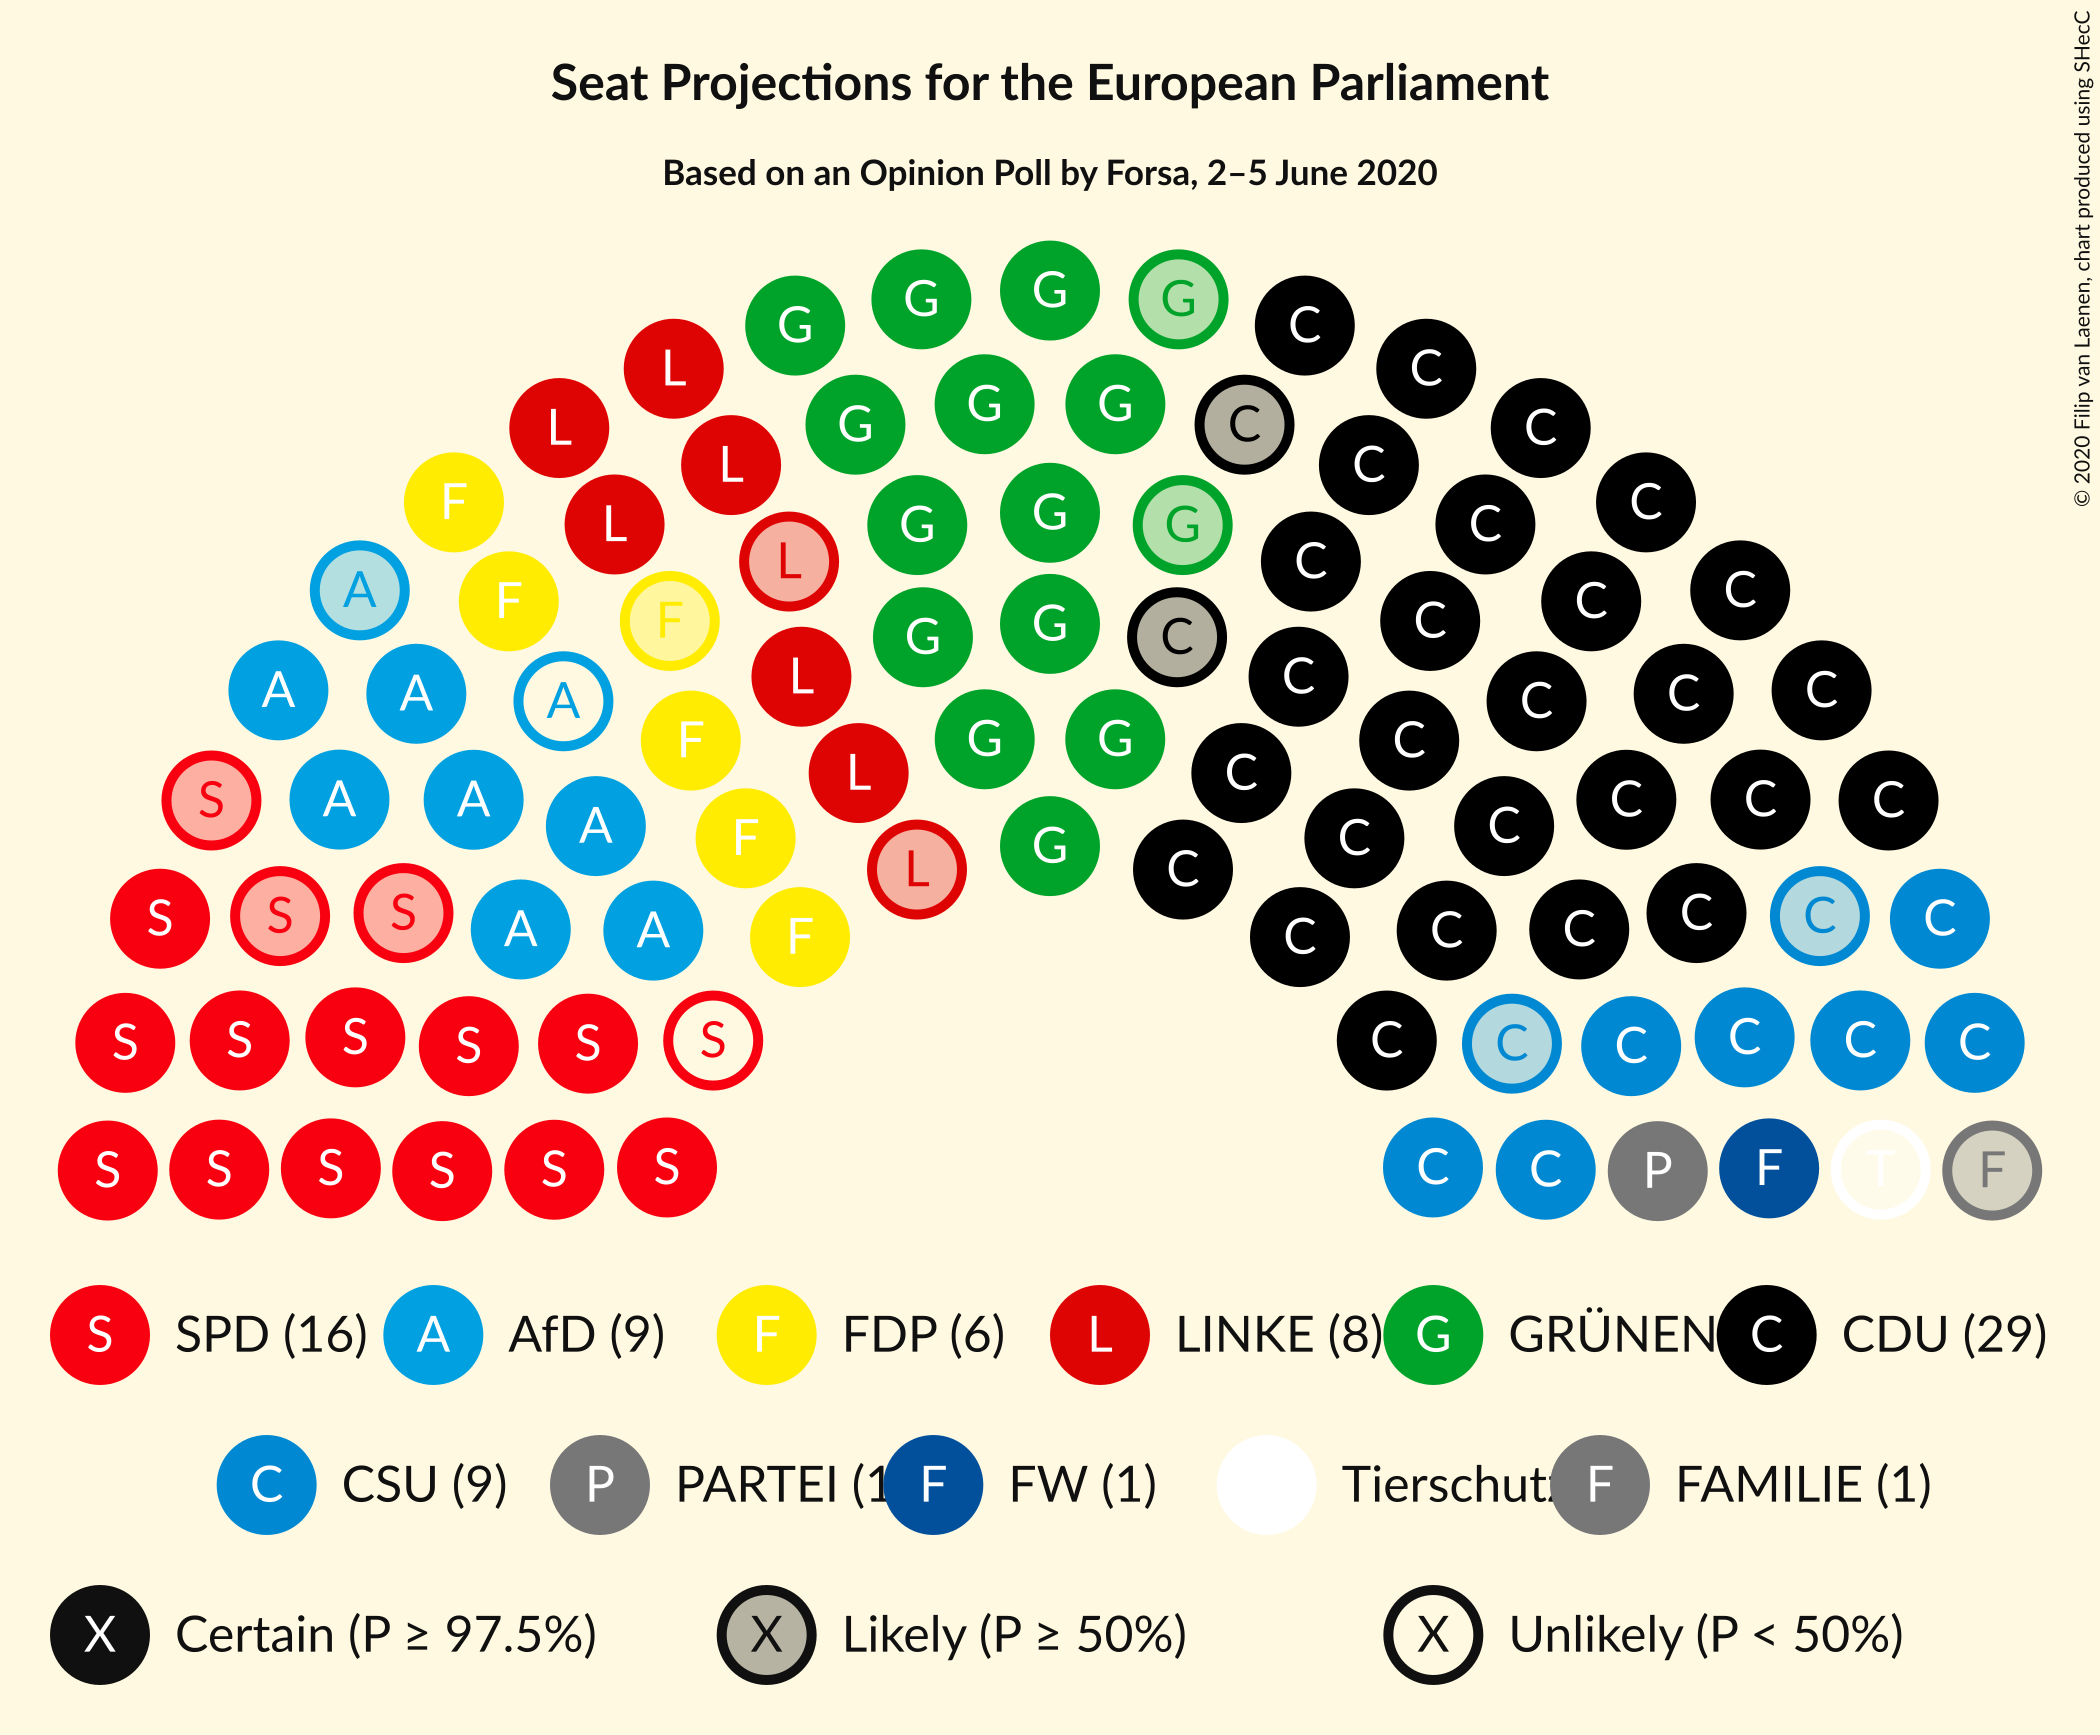 Seat Projections for the European Parliament
Based on an Opinion Poll by Forsa, 2–5 June 2020
© 2020 Filip van Laenen, chart produced using SHecC
G G G G
L G G G G C C
L L G G G C C C
F L L G G G C C C C
A F F L G G C C C C C
A A A F L G G C C C C C C
S A A A F L G C C C C C C
S S S A A F C C C C C C
S S S S S S C C C C C C
S S S S S S C C P F T F
S SPD (16) A AfD (9) F FDP (6) L LINKE (8) G GRÜNEN C CDU (29)
C CSU (9) P PARTEI (1 F FW (1) Tierschutz F FAMILIE (1)
X Certain (P ≥ 97.5%) X Likely (P ≥ 50%) X Unlikely (P < 50%)